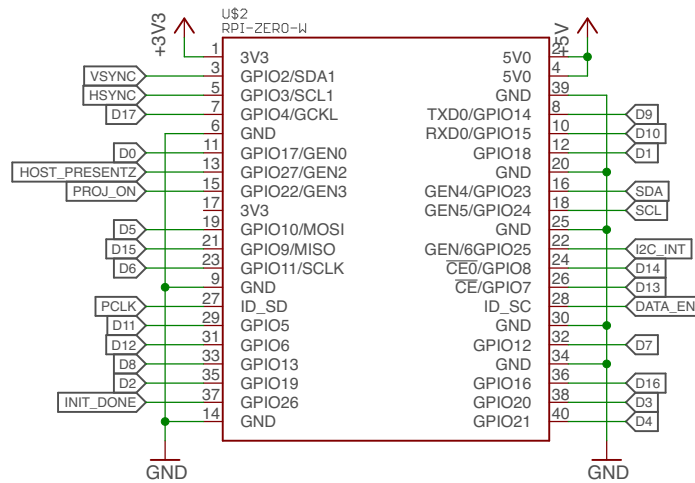 U$2
RPI-ZERO-W
+3V3
+5V
1 3V3
VSYNC 3 GPIO2/SDA1
HSYNC 5 GPIO3/SCL1
D17 7 GPIO4/GCKL
6 GND
D0 11 GPIO17/GEN0
HOST_PRESENTZ 13 GPIO27/GEN2
PROJ_ON 15 GPIO22/GEN3
17 3V3
D5 19 GPIO10/MOSI
D15 21 GPIO9/MISO
D6 23 GPIO11/SCLK
9 GND
PCLK 27 ID_SD
D11 29 GPIO5
D12 31 GPIO6
D8 33 GPIO13
D2 35 GPIO19
INIT_DONE 37 GPIO26
14 GND
GND
5V0 2
5V0 4
GND 39
TXD0/GPIO14 8 D9
RXD0/GPIO15 10 D10
GPIO18 12 D1
GND 20
GEN4/GPIO23 16 SDA
GEN5/GPIO24 18 SCL
GND 25
GEN/6GPIO25 22 I2C_INT
CE0/GPIO8 24 D14
CE/GPIO7 26 D13
ID_SC 28 DATA_EN
GND 30
GPIO12 32 D7
GND 34
GPIO16 36 D16
GPIO20 38 D3
GPIO21 40 D4
GND